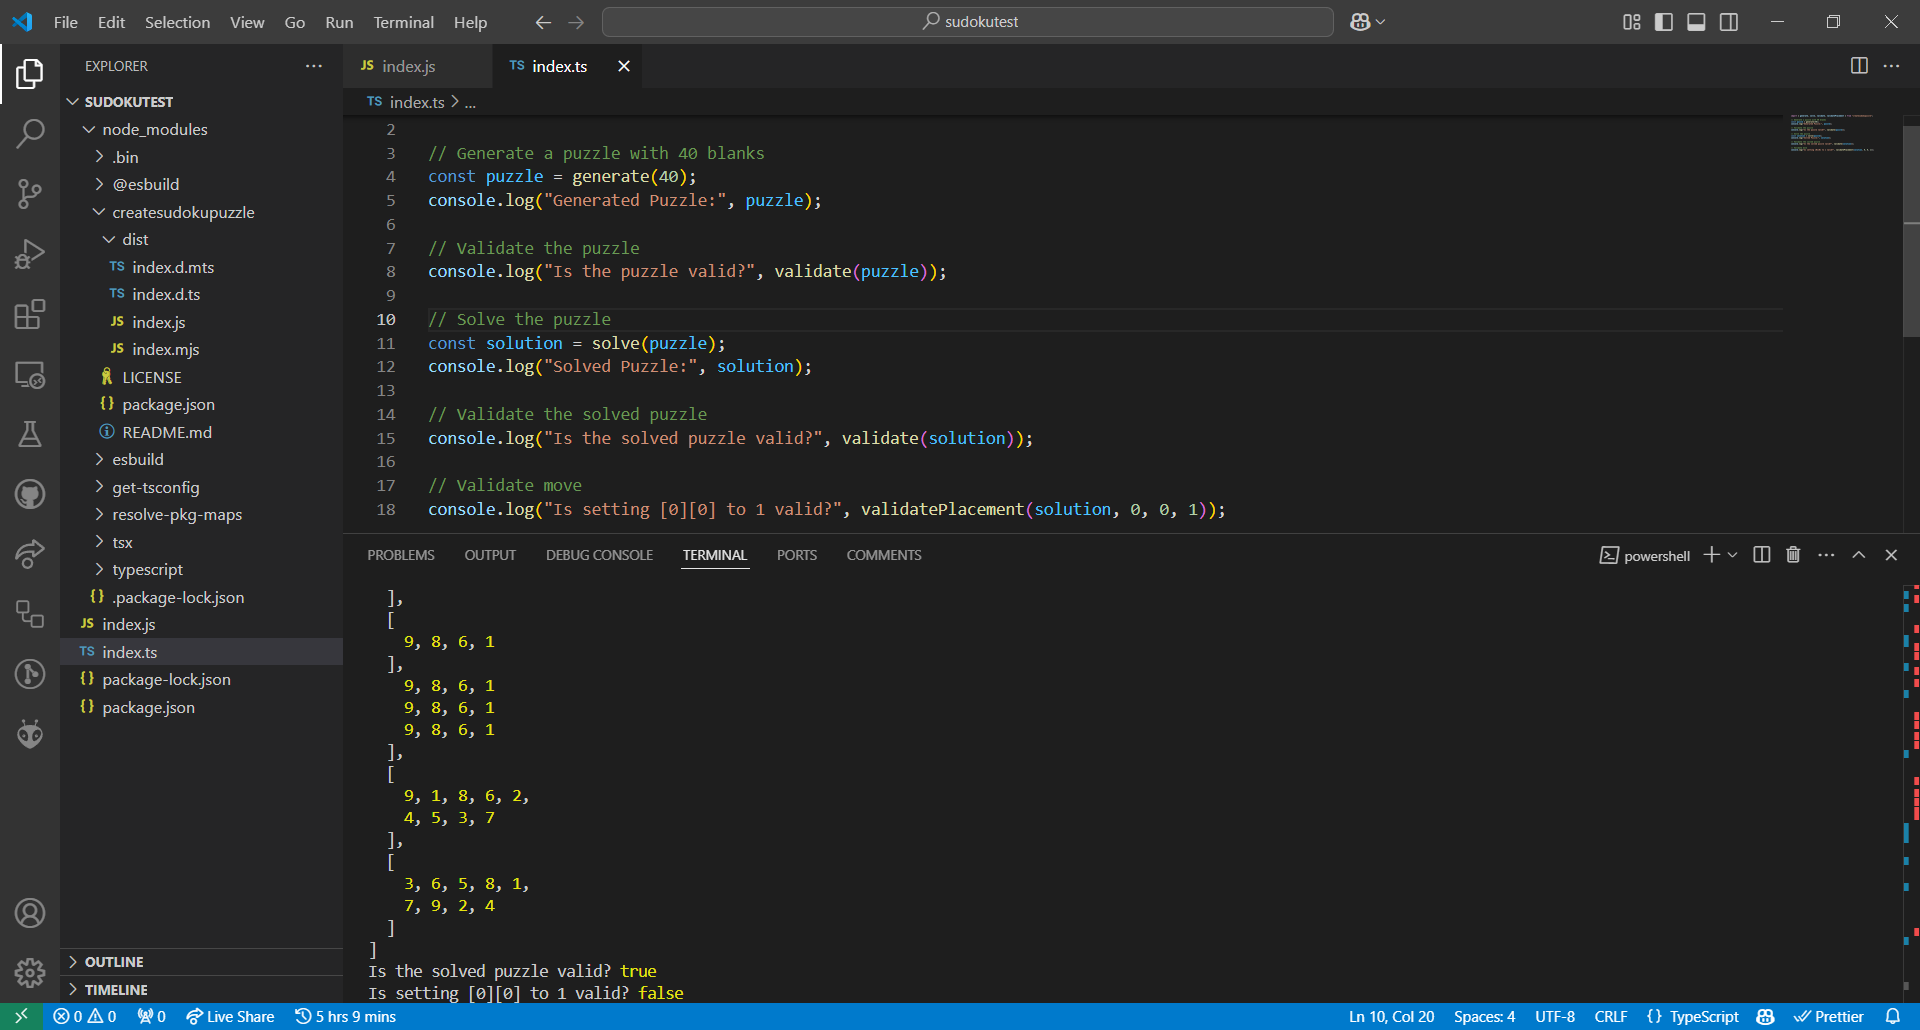 File Edit Selection View Go Run Terminal Help
sudokutest
EXPLORER
SUDOKUTEST
node_modules
.bin
@esbuild
createsudokupuzzle
dist
TS index.d.mts
TS index.d.ts
JS index.js
JS index.mjs
LICENSE
{} package.json
README.md
esbuild
get-tsconfig
resolve-pkg-maps
tsx
typescript
{} .package-lock.json
JS index.js
TS index.ts
{} package-lock.json
{} package.json
OUTLINE
TIMELINE
JS index.js
TS index.ts
TS index.ts > ...
2
3 // Generate a puzzle with 40 blanks
4 const puzzle = generate(40);
5 console.log("Generated Puzzle:", puzzle);
6
7 // Validate the puzzle
8 console.log("Is the puzzle valid?", validate(puzzle));
9
10 // Solve the puzzle
11 const solution = solve(puzzle);
12 console.log("Solved Puzzle:", solution);
13
14 // Validate the solved puzzle
15 console.log("Is the solved puzzle valid?", validate(solution));
16
17 // Validate move
18 console.log("Is setting [0][0] to 1 valid?", validatePlacement(solution, 0, 0, 1));
PROBLEMS OUTPUT DEBUG CONSOLE TERMINAL PORTS COMMENTS
powershell
],
[
9, 8, 6, 1
],
9, 8, 6, 1
9, 8, 6, 1
9, 8, 6, 1
],
[
9, 1, 8, 6, 2,
4, 5, 3, 7
],
[
3, 6, 5, 8, 1,
7, 9, 2, 4
]
]
Is the solved puzzle valid? true
Is setting [0][0] to 1 valid? false
0 0 0 Live Share 5 hrs 9 mins
Ln 10, Col 20 Spaces: 4 UTF-8 CRLF {} TypeScript Prettier